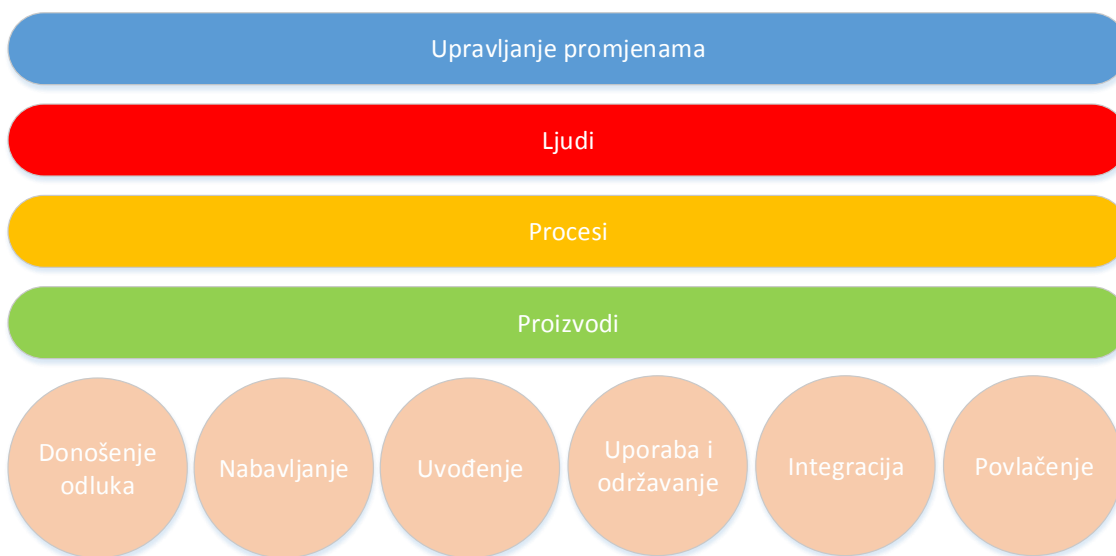 Upravljanje promjenama
Ljudi
Procesi
Proizvodi
Donošenje
odluka
Nabavljanje
Uvođenje
Uporaba i
održavanje
Integracija
Povlačenje